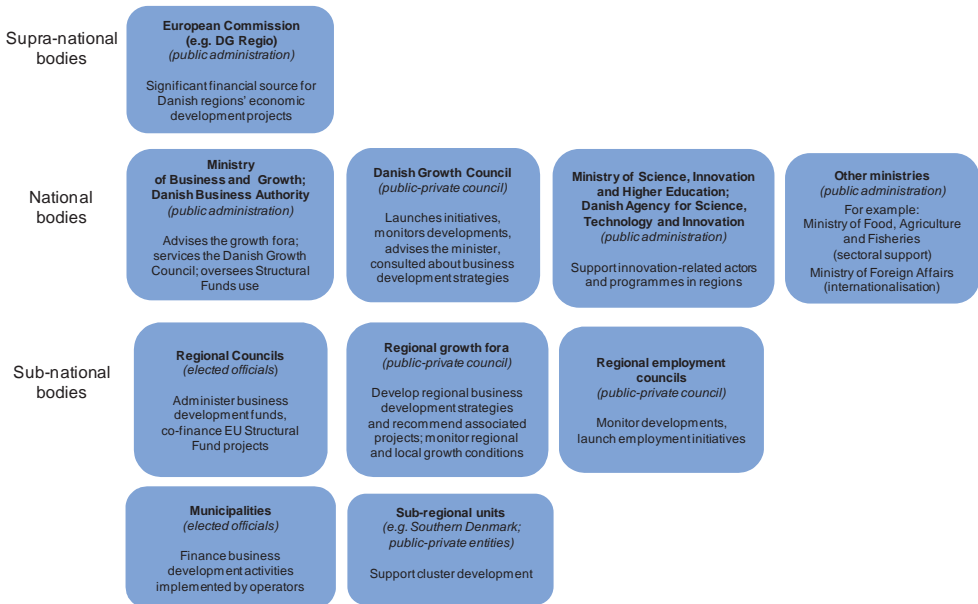 Supra-national
bodies
European Commission
(e.g. DG Regio)
(public administration)
Significant financial source for
Danish regions' economic
development projects
National
bodies
Ministry
of Business and Growth;
Danish Business Authority
(public administration)
Advises the growth fora;
services the Danish Growth
Council; oversees Structural
Funds use
Danish Growth Council
(public-private council)
Launches initiatives,
monitors developments,
advises the minister,
consulted about business
development strategies
Ministry of Science, Innovation
and Higher Education;
Danish Agency for Science,
Technology and Innovation
(public administration)
Support innovation-related actors
and programmes in regions
Other ministries
(public administration)
For example:
Ministry of Food, Agriculture
and Fisheries
(sectoral support)
Ministry of Foreign Affairs
(internationalisation)
Sub-national
bodies
Regional Councils
(elected officials)
Administer business
development funds,
co-finance EU Structural
Fund projects
Regional growth fora
(public-private council)
Develop regional business
development strategies
and recommend associated
projects; monitor regional
and local growth conditions
Regional employment
councils
(public-private council)
Monitor developments,
launch employment initiatives
Municipalities
(elected officials)
Finance business
development activities
implemented by operators
Sub-regional units
(e.g. Southern Denmark;
public-private entities)
Support cluster development